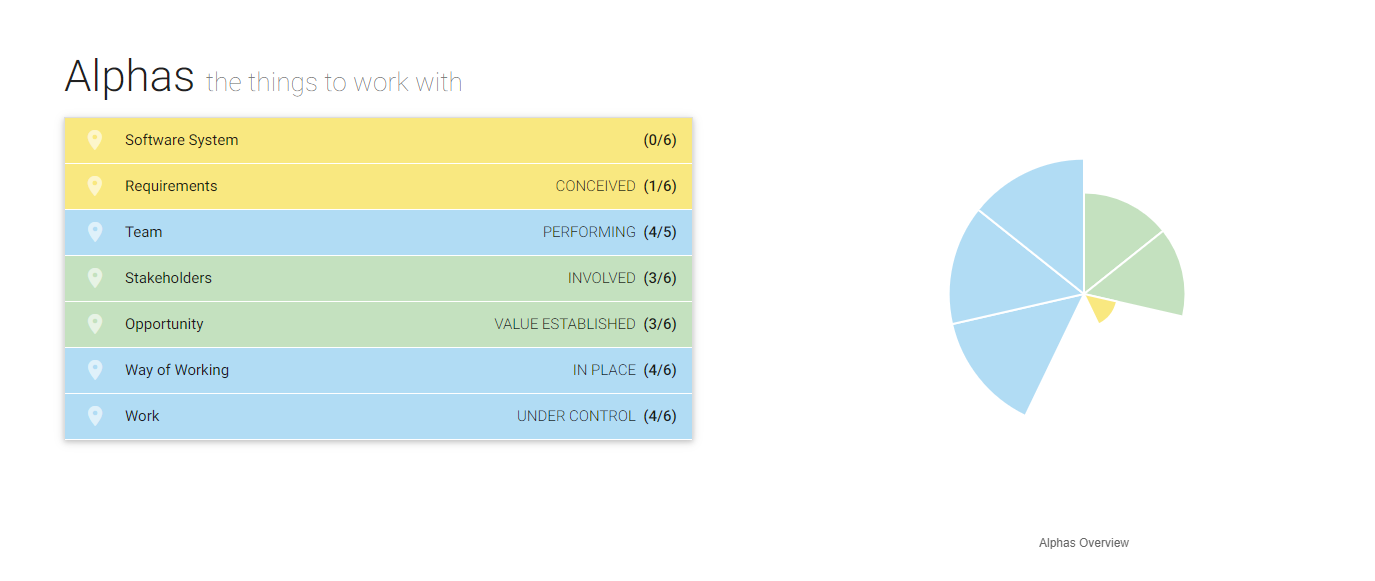 Alphas the things to work with
Software System (0/6)
Requirements CONCEIVED (1/6)
Team PERFORMING (4/5)
Stakeholders INVOLVED (3/6)
Opportunity VALUE ESTABLISHED (3/6)
Way of Working IN PLACE (4/6)
Work UNDER CONTROL (4/6)
Alphas Overview